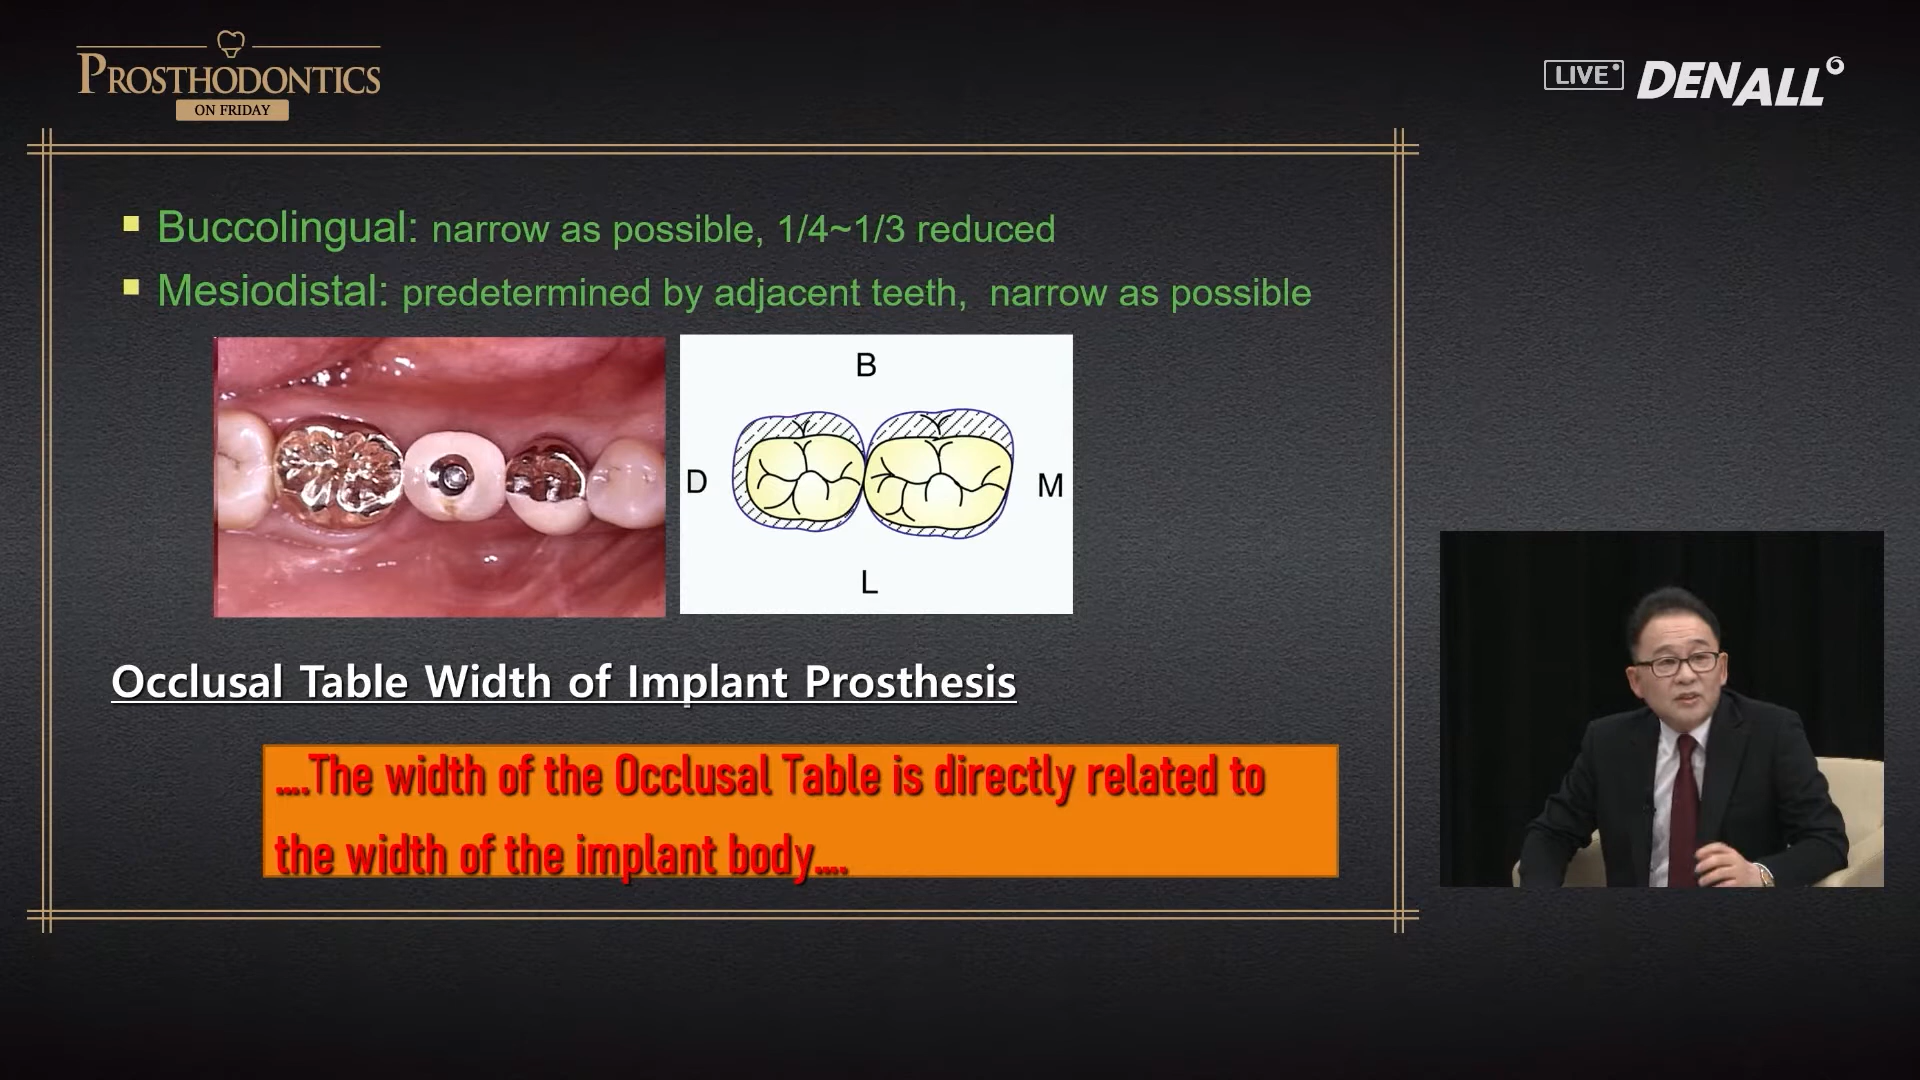 PROSTHODONTICS
ON FRIDAY
LIVE
DENALL
Buccolingual: narrow as possible, 1/4~1/3 reduced
Mesiodistal: predetermined by adjacent teeth, narrow as possible
B
D
M
L
Occlusal Table Width of Implant Prosthesis
....The width of the Occlusal Table is directly related to
the width of the implant body....